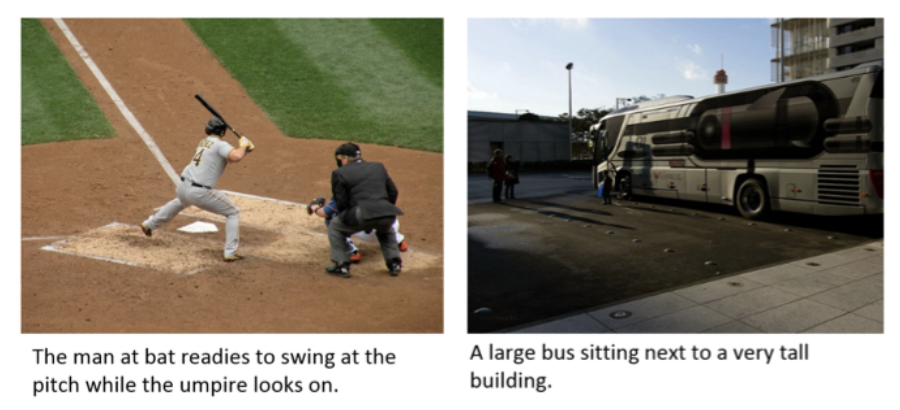 4
The man at bat readies to swing at the
pitch while the umpire looks on.
A large bus sitting next to a very tall
building.